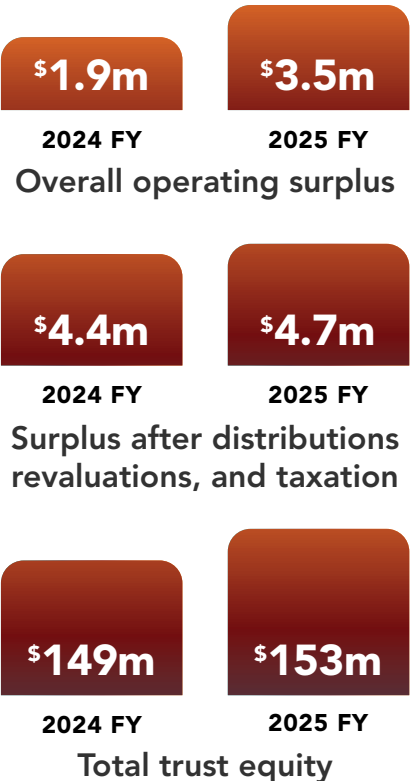 $1.9m $3.5m
2024 FY 2025 FY
Overall operating surplus
$4.4m $4.7m
2024 FY 2025 FY
Surplus after distributions
revaluations, and taxation
$149m $153m
2024 FY 2025 FY
Total trust equity